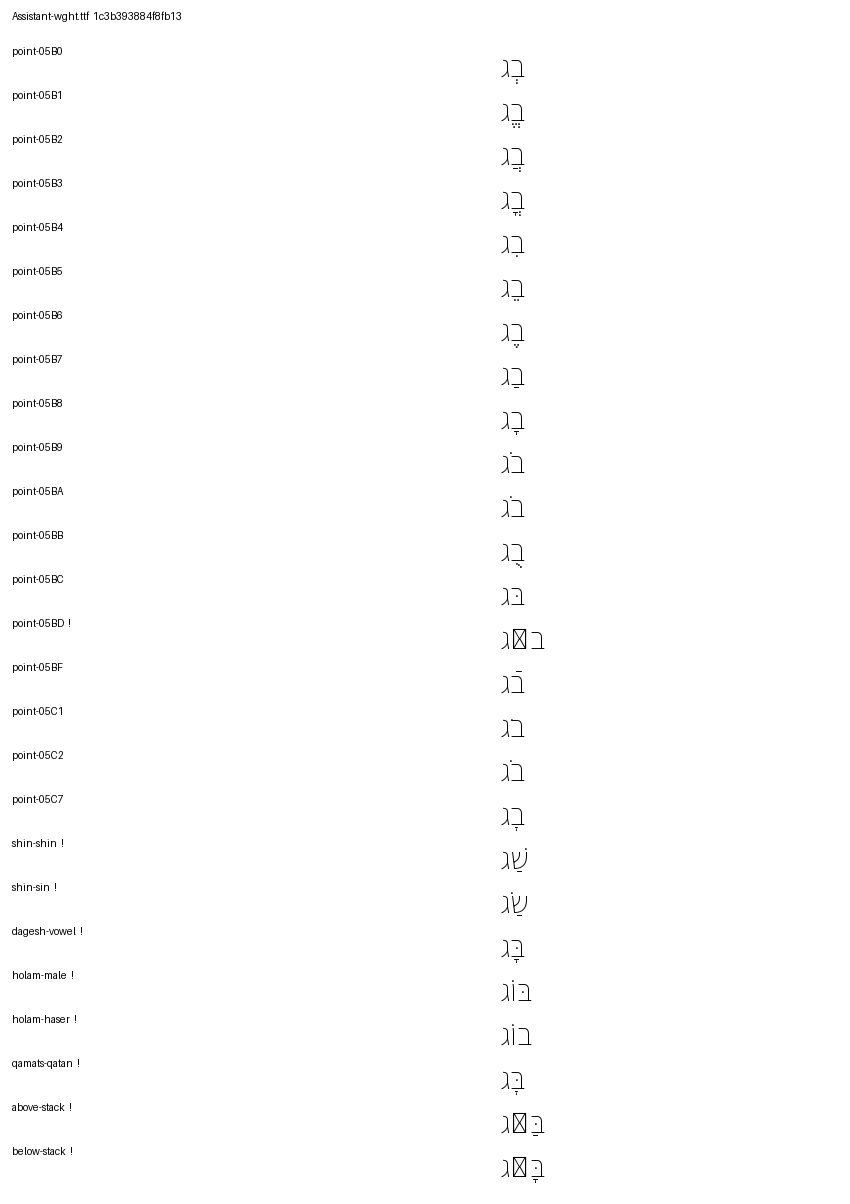 Assistant-wght.ttf 1c3b393884f8fb13
point-05B0 בְג
point-05B1 בֱג
point-05B2 בֲג
point-05B3 בֳג
point-05B4 בִג
point-05B5 בֵג
point-05B6 בֶג
point-05B7 בַג
point-05B8 בָג
point-05B9 בֹג
point-05BA בֺג
point-05BB בֻג
point-05BC בּג
point-05BD ! בג
point-05BF בֿג
point-05C1 בׁג
point-05C2 בׂג
point-05C7 בׇג
shin-shin ! שַׁג
shin-sin ! שַׂג
dagesh-vowel ! בָּג
holam-male ! בּוֹג
holam-haser ! בוֺג
qamats-qatan ! בׇּג
above-stack ! בַּג
below-stack ! בָּג